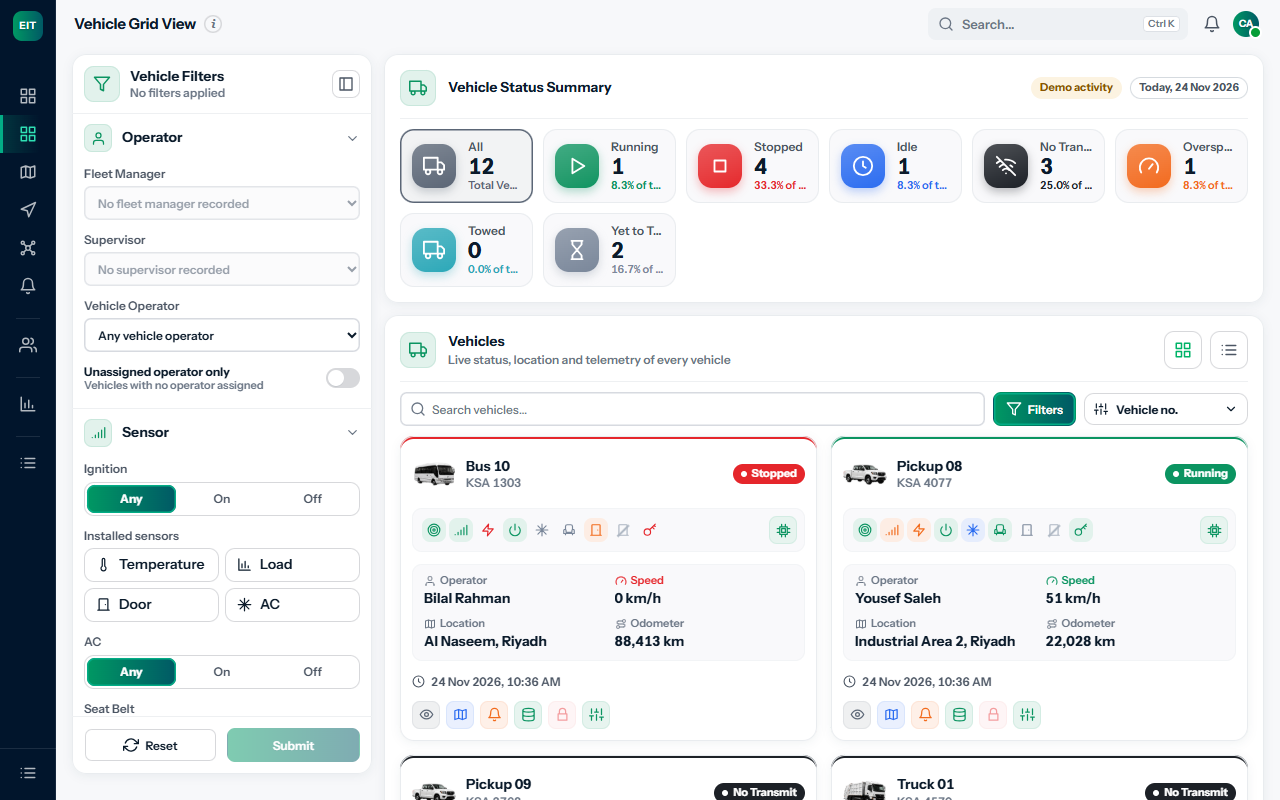 EIT
Vehicle Grid View
i
Search...
Ctrl K
CA
Vehicle Filters
No filters applied
Operator
Fleet Manager
No fleet manager recorded
Supervisor
No supervisor recorded
Vehicle Operator
Any vehicle operator
Unassigned operator only
Vehicles with no operator assigned
Sensor
Ignition
Any On Off
Installed sensors
Temperature Load
Door AC
AC
Any On Off
Seat Belt
Reset Submit
Vehicle Status Summary
Demo activity
Today, 24 Nov 2026
All
12
Total Ve...
Running
1
8.3% of t...
Stopped
4
33.3% of ...
Idle
1
8.3% of t...
No Tran...
3
25.0% of ...
Oversp...
1
8.3% of t...
Towed
0
0.0% of t...
Yet to T...
2
16.7% of ...
Vehicles
Live status, location and telemetry of every vehicle
Search vehicles...
Filters
Vehicle no.
Bus 10
KSA 1303
Stopped
Operator
Bilal Rahman
Speed
0 km/h
Location
Al Naseem, Riyadh
Odometer
88,413 km
24 Nov 2026, 10:36 AM
Pickup 08
KSA 4077
Running
Operator
Yousef Saleh
Speed
51 km/h
Location
Industrial Area 2, Riyadh
Odometer
22,028 km
24 Nov 2026, 10:36 AM
Pickup 09
No Transmit
Truck 01
No Transmit